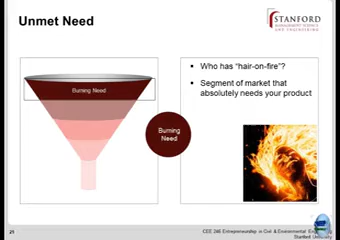 Unmet Need
STANFORD
MANAGEMENT SCIENCE
AND ENGINEERING
Burning Need
Burning
Need
• Who has "hair-on-fire"?
• Segment of market that
absolutely needs your product
21
CEE 246 Entrepreneurship in Civil & Environmental
Stanford University